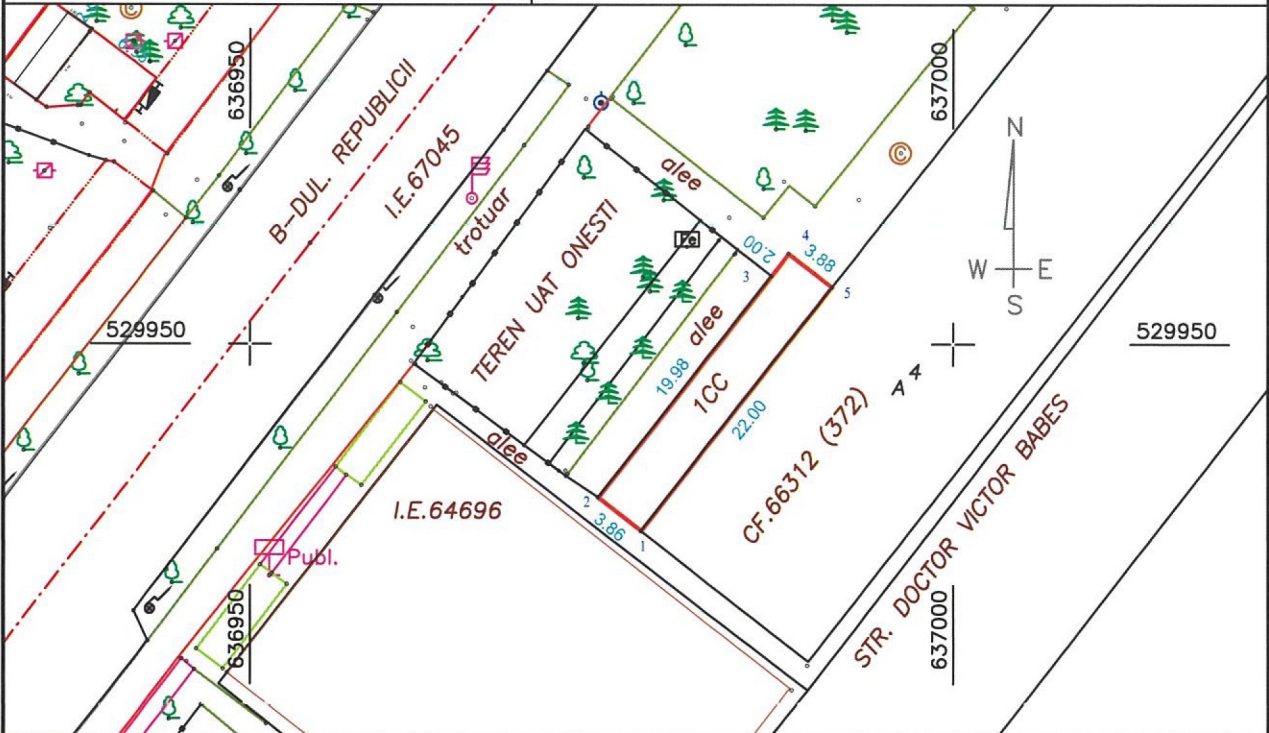 C
636950
637000
B-DUL. REPUBLICII
I.E.67045
trotuar
alee
N
W E
S
C
TEREN UAT ONESTI
2.00
3
4
3.88
5
529950
529950
alee
19.98
1CC
22.00
A 4
CF.66312 (372)
alee
I.E.64696
2
3.86
1
STR. DOCTOR VICTOR BABES
Publ.
636950
637000